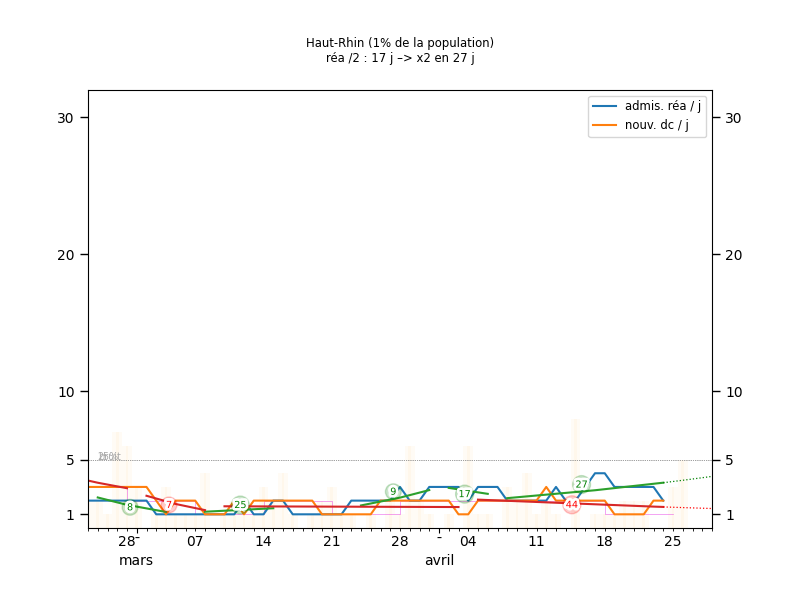 Haut-Rhin (1% de la population)
réa /2 : 17 j –> x2 en 27 j
admis. réa / j
nouv. dc / j
30 30
20 20
10 10
5 5
1 1
8 7 25 9 17 27 44
28 07 14 21 28 04 11 18 25
mars avril